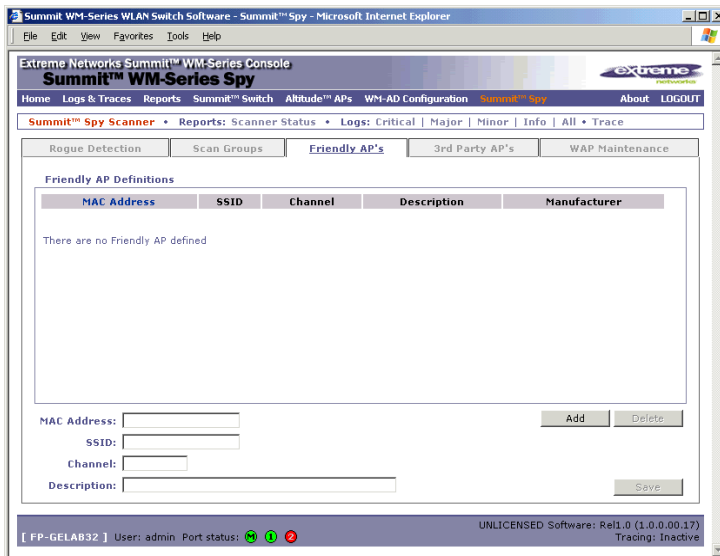 Summit WM-Series WLAN Switch Software - Summit™ Spy - Microsoft Internet Explorer
File Edit View Favorites Tools Help
Extreme Networks Summit™ WM-Series Console
Summit™ WM-Series Spy
extreme
networks
Home Logs & Traces Reports Summit™ Switch Altitude™ APs WM-AD Configuration Summit™ Spy About LOGOUT
Summit™ Spy Scanner • Reports: Scanner Status • Logs: Critical | Major | Minor | Info | All • Trace
Rogue Detection Scan Groups Friendly AP's 3rd Party AP's WAP Maintenance
Friendly AP Definitions
MAC Address SSID Channel Description Manufacturer
There are no Friendly AP defined
MAC Address: Add Delete
SSID:
Channel:
Description: Save
UNLICENSED Software: Rel1.0 (1.0.0.00.17)
[ FP-GELAB32 ] User: admin Port status: M 1 2 Tracing: Inactive